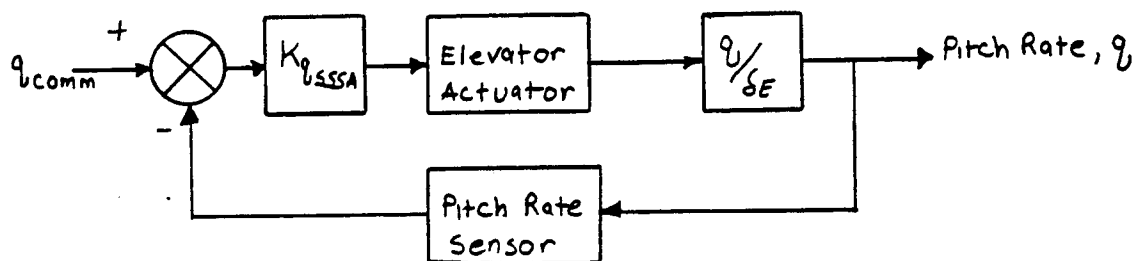 +
q comm
-
K q SSSA
Elevator
Actuator
q/δE
Pitch Rate, q
Pitch Rate
Sensor